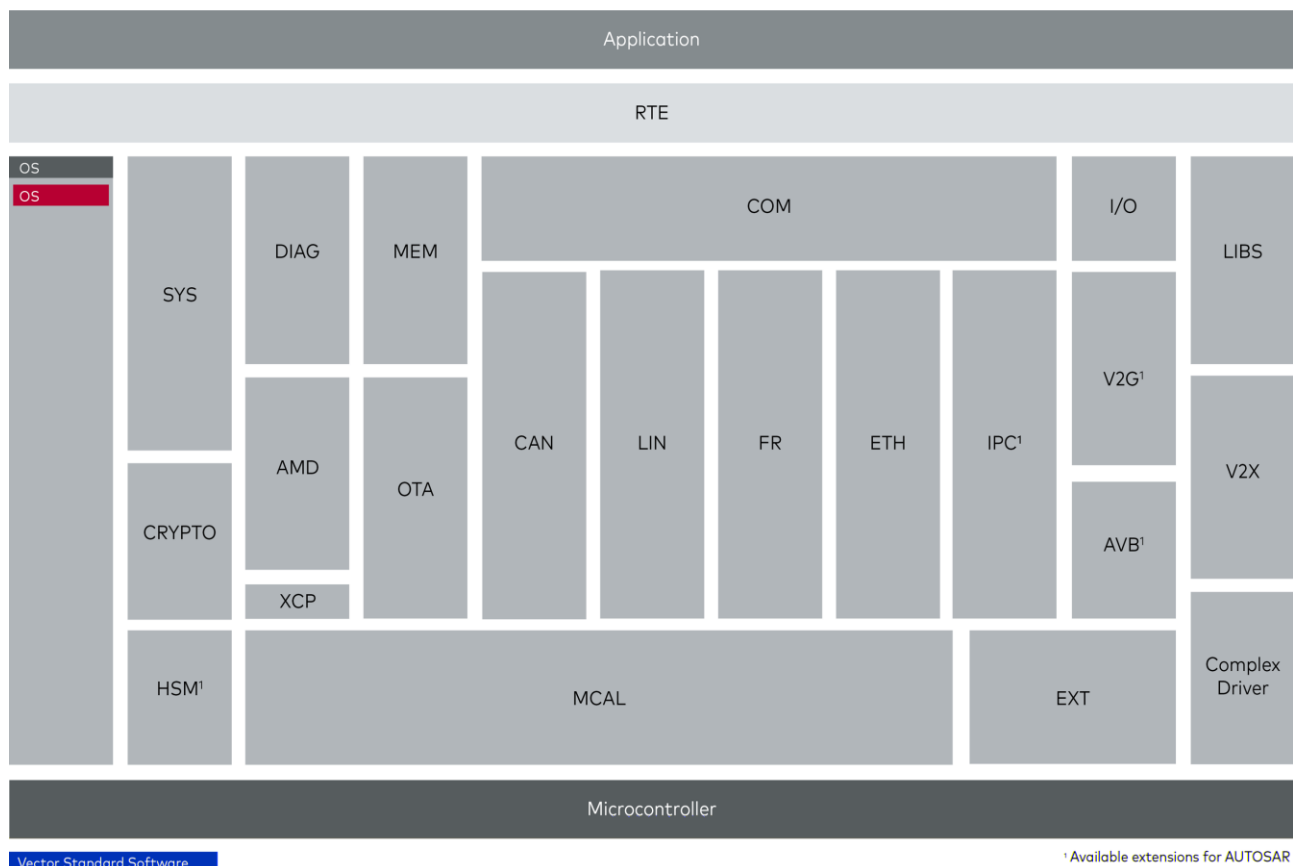 Application
RTE
OS
OS
SYS
DIAG
MEM
COM
I/O
LIBS
CAN
LIN
FR
ETH
IPC¹
V2G¹
V2X
AMD
OTA
CRYPTO
AVB¹
XCP
HSM¹
MCAL
EXT
Complex
Driver
Microcontroller
Vector Standard Software
¹ Available extensions for AUTOSAR